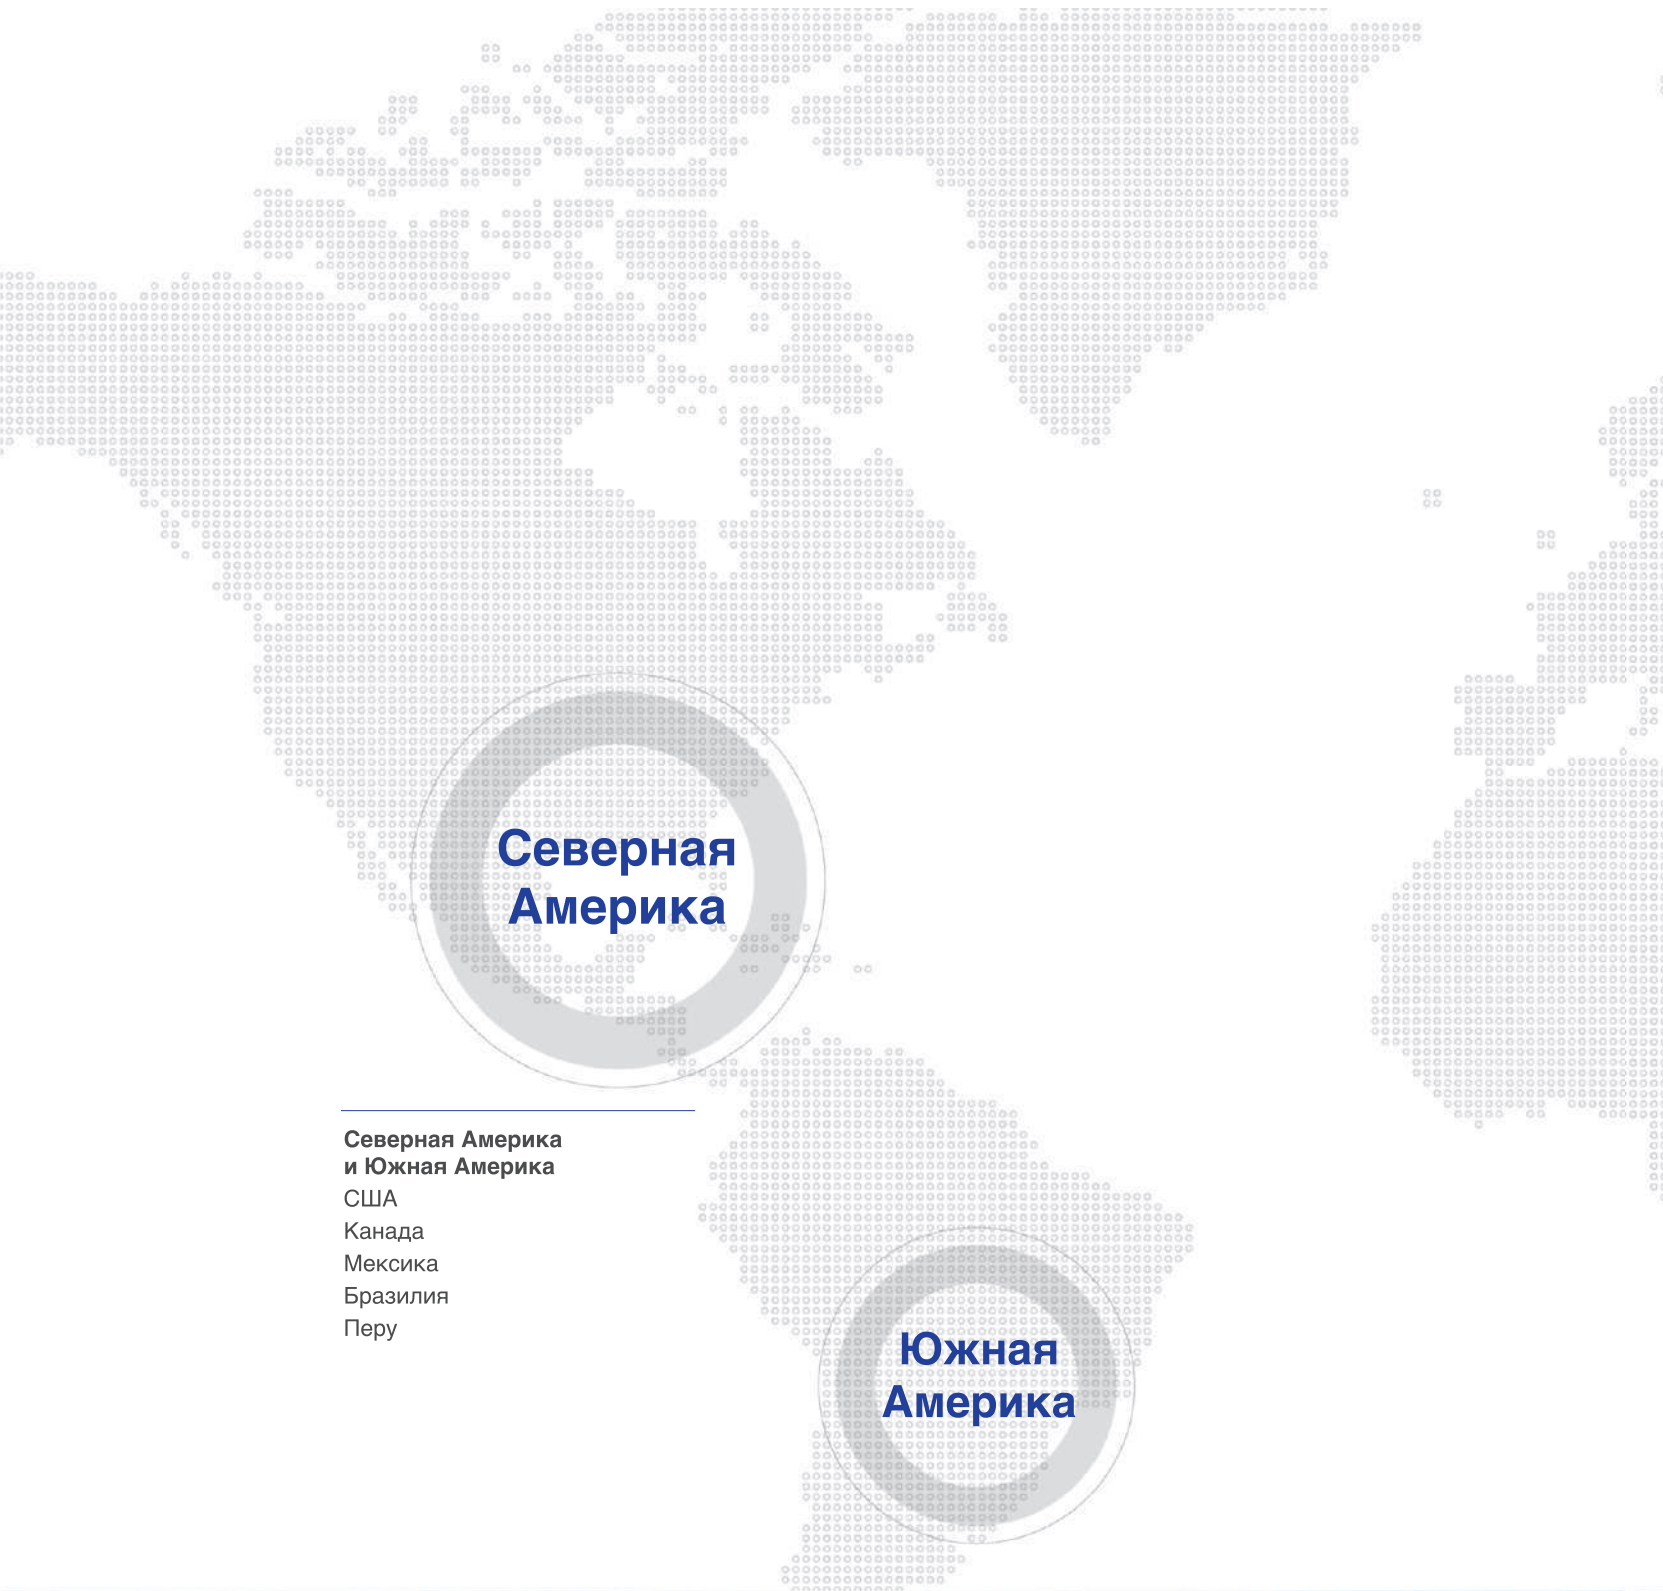 Северная
Америка
Северная Америка
и Южная Америка
США
Канада
Мексика
Бразилия
Перу
Южная
Америка